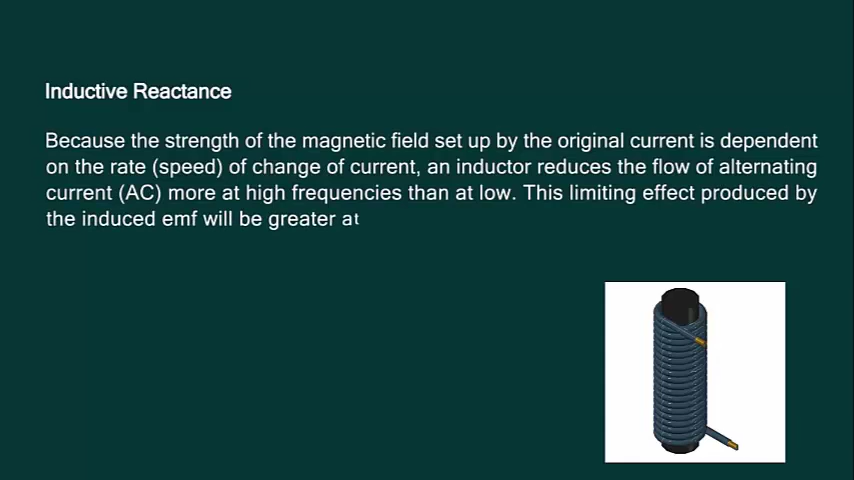 Inductive Reactance
Because the strength of the magnetic field set up by the original current is dependent
on the rate (speed) of change of current, an inductor reduces the flow of alternating
current (AC) more at high frequencies than at low. This limiting effect produced by
the induced emf will be greater at